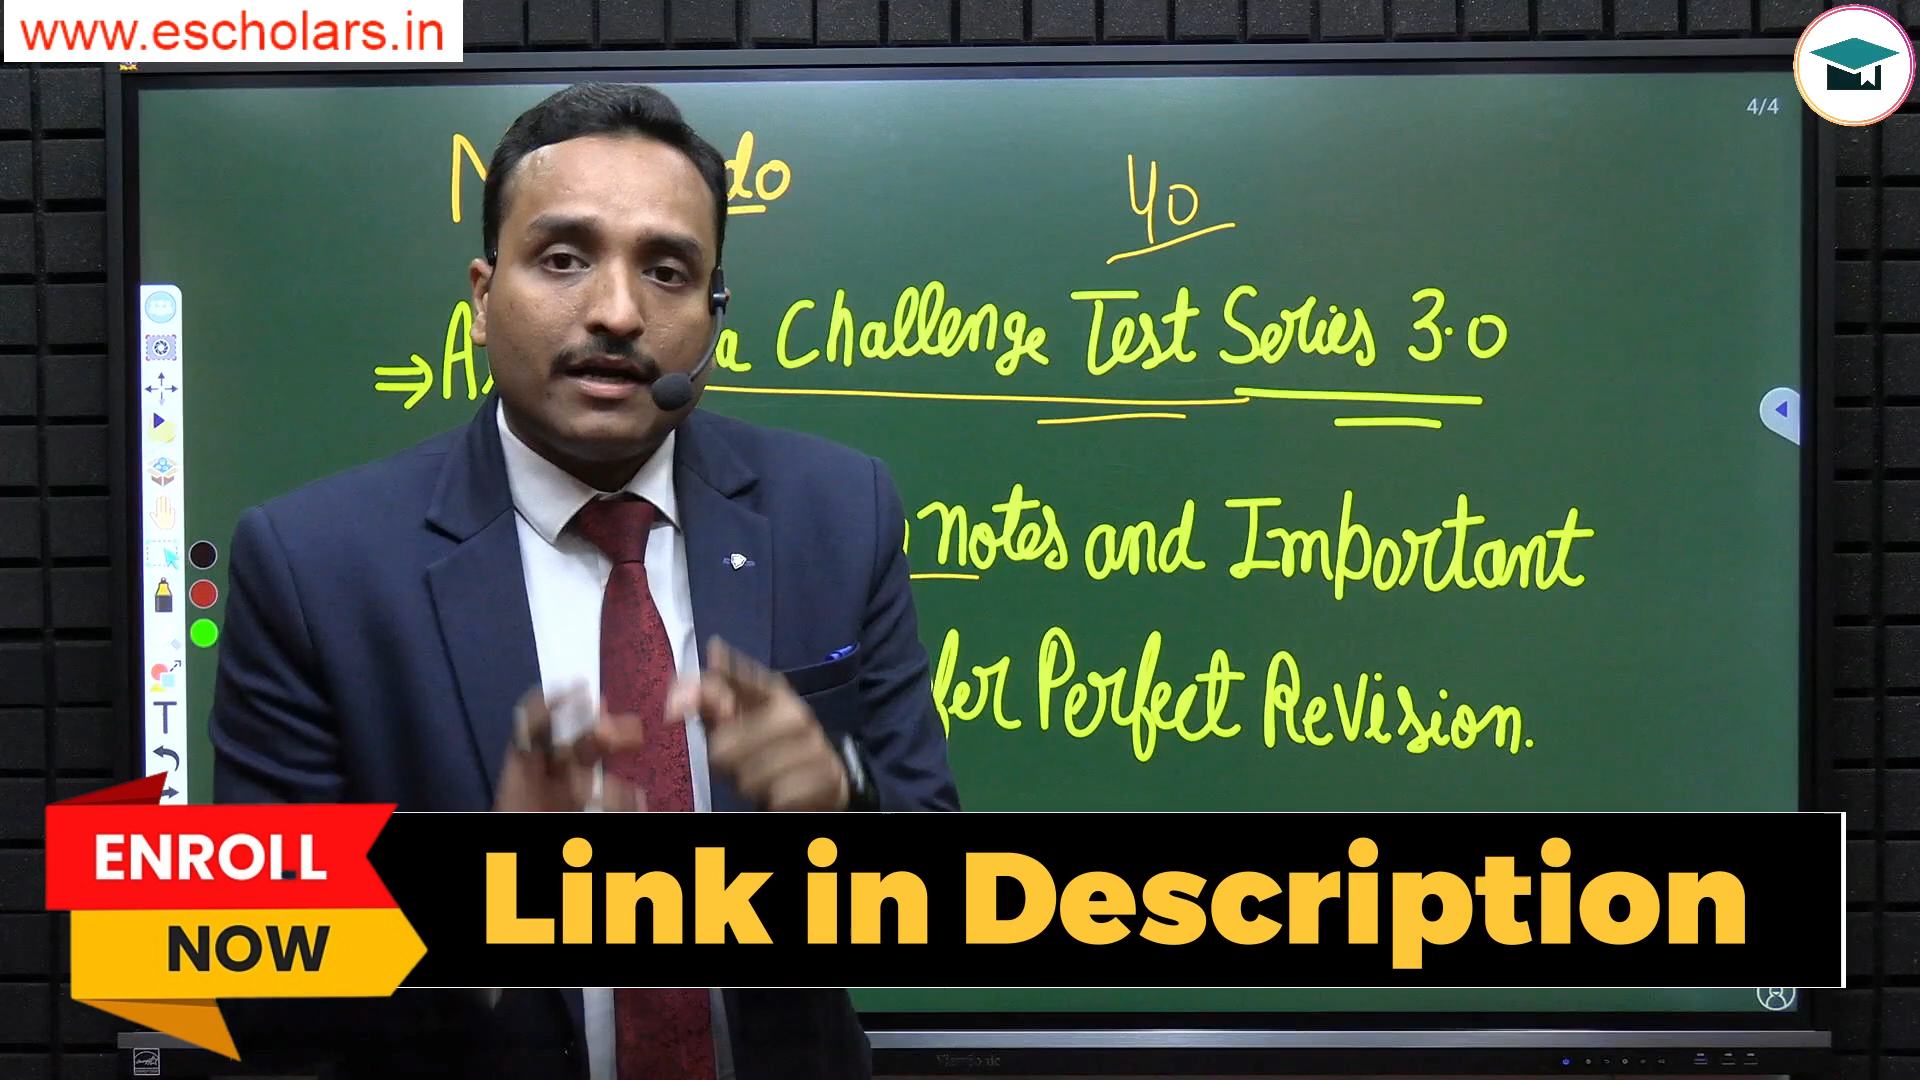 www.escholars.in
4/4
do
40
⇒A a Challenge Test Series 3.0
notes and Important
fer Perfect Revision.
T
ENROLL
NOW
Link in Description